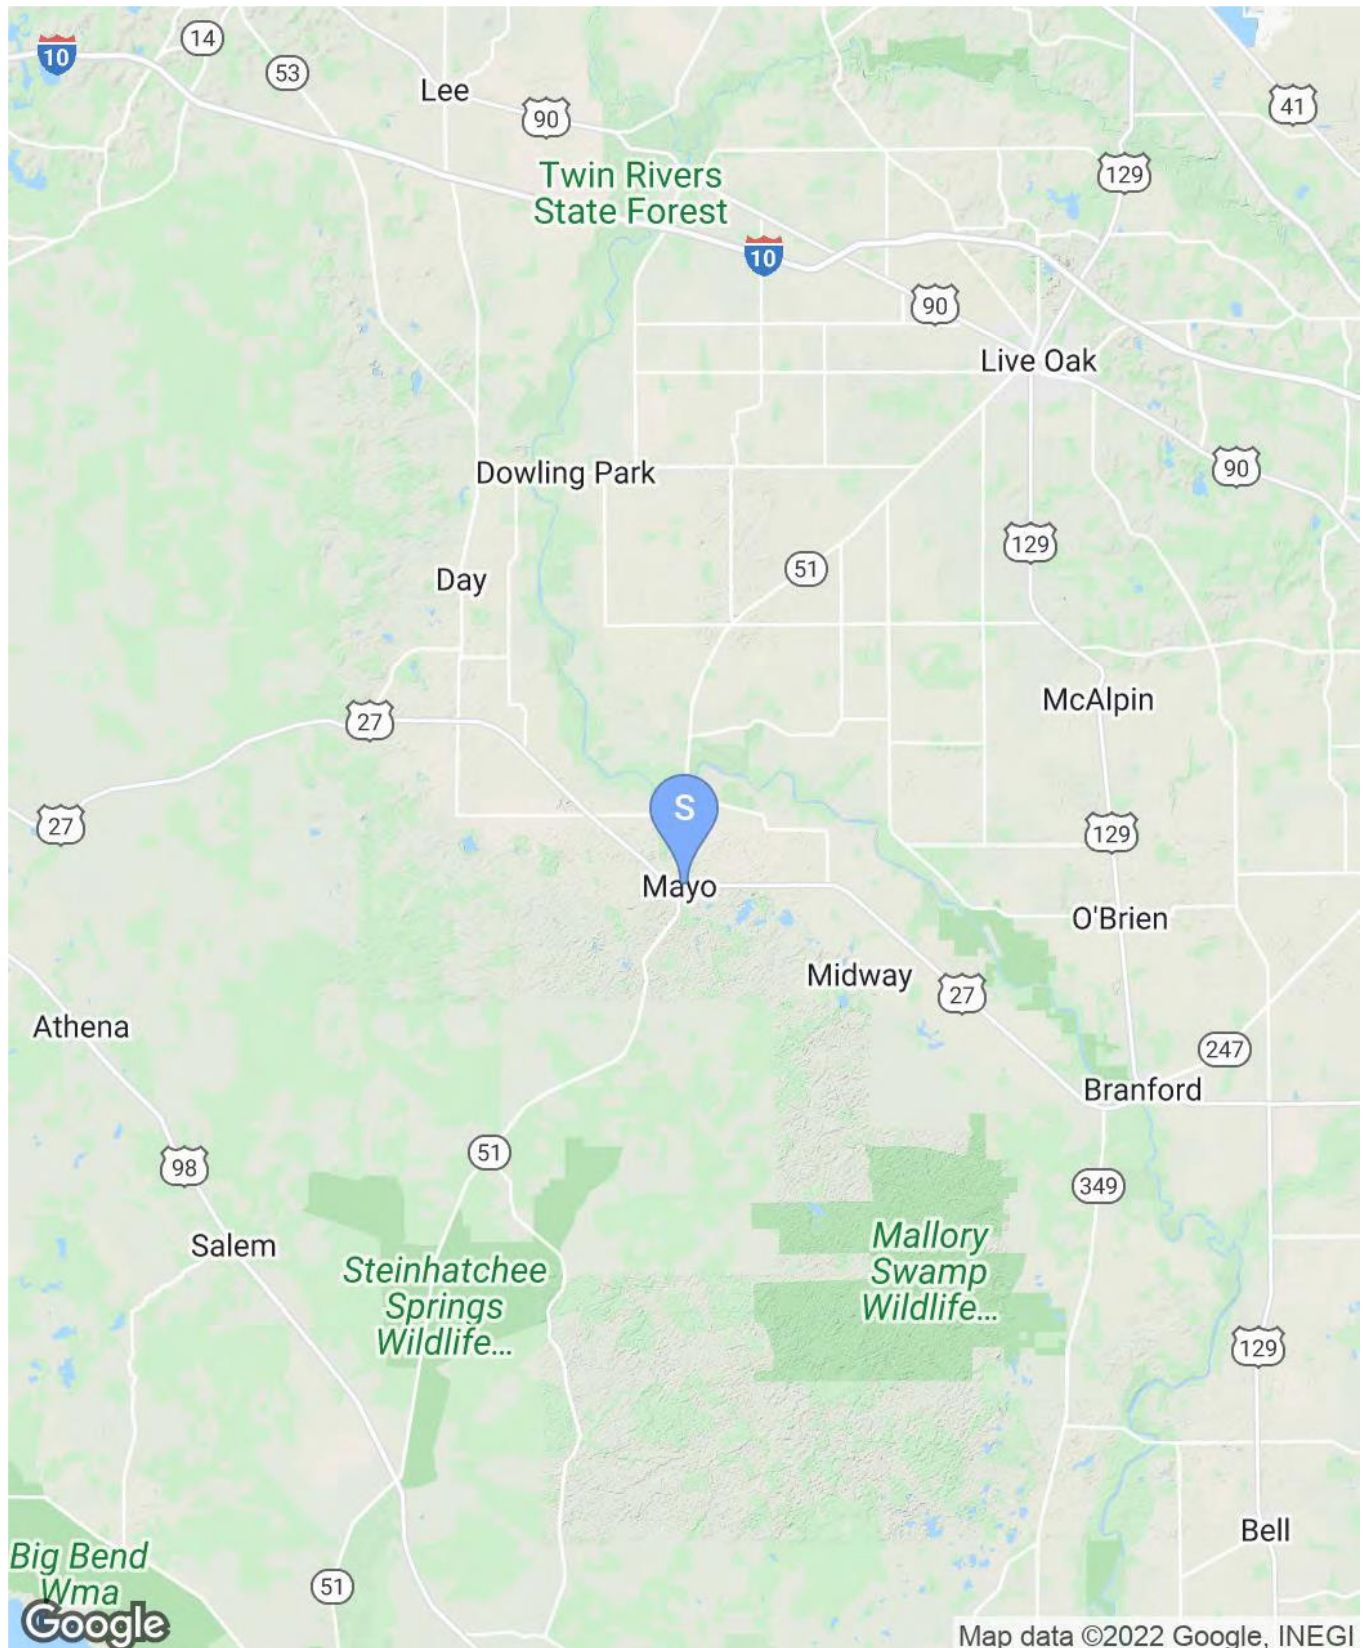 14
10
53
Lee
90
41
Twin Rivers
State Forest
129
10
90
Live Oak
Dowling Park
90
129
51
Day
McAlpin
27
S
27
129
Mayo
O'Brien
Midway
27
Athena
247
Branford
51
98
349
Salem
Mallory
Swamp
Wildlife...
Steinhatchee
Springs
Wildlife...
129
Bell
Big Bend
Wma
51
Google
Map data ©2022 Google, INEGI